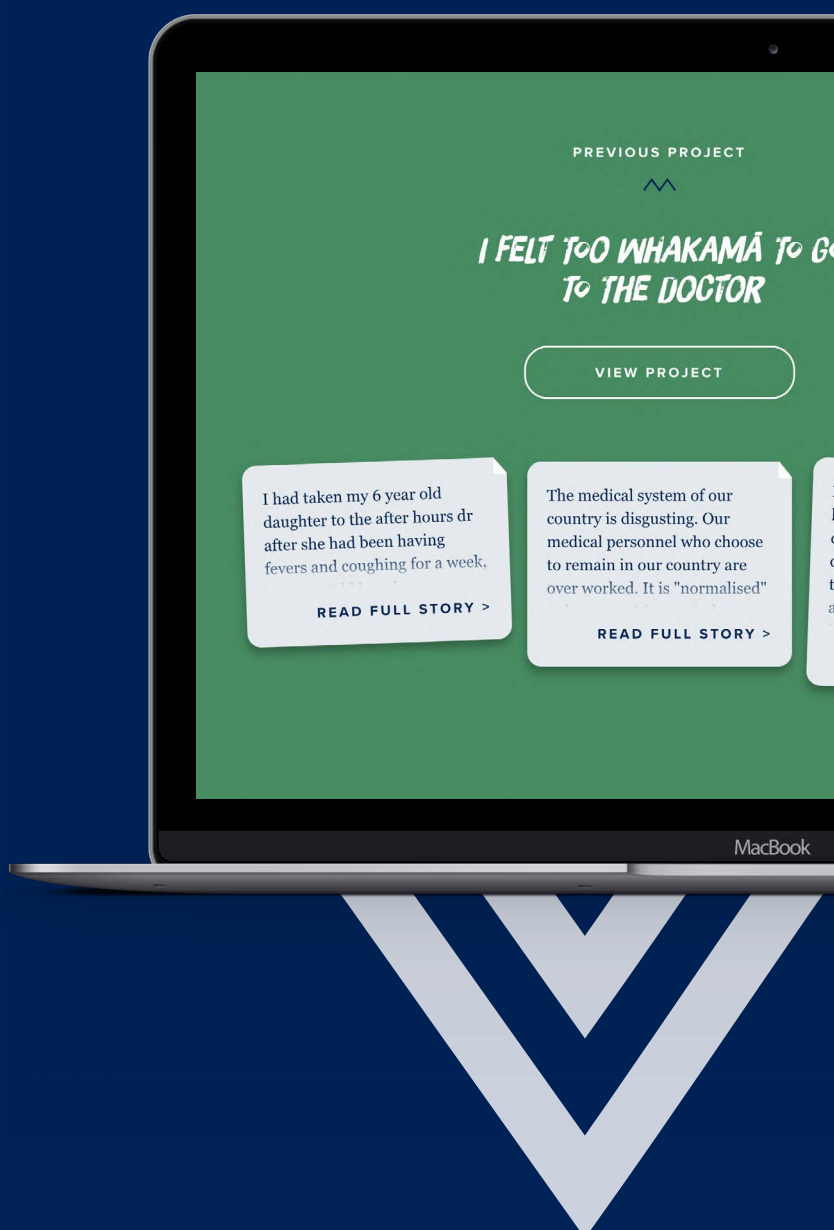 PREVIOUS PROJECT
I FELT TOO WHAKAMĀ TO
TO THE DOCTOR
VIEW PROJECT
I had taken my 6 year old
daughter to the after hours dr
after she had been having
fevers and coughing for a week,
READ FULL STORY >
The medical system of our
country is disgusting. Our
medical personnel who choose
to remain in our country are
over worked. It is "normalised"
READ FULL STORY >
MacBook